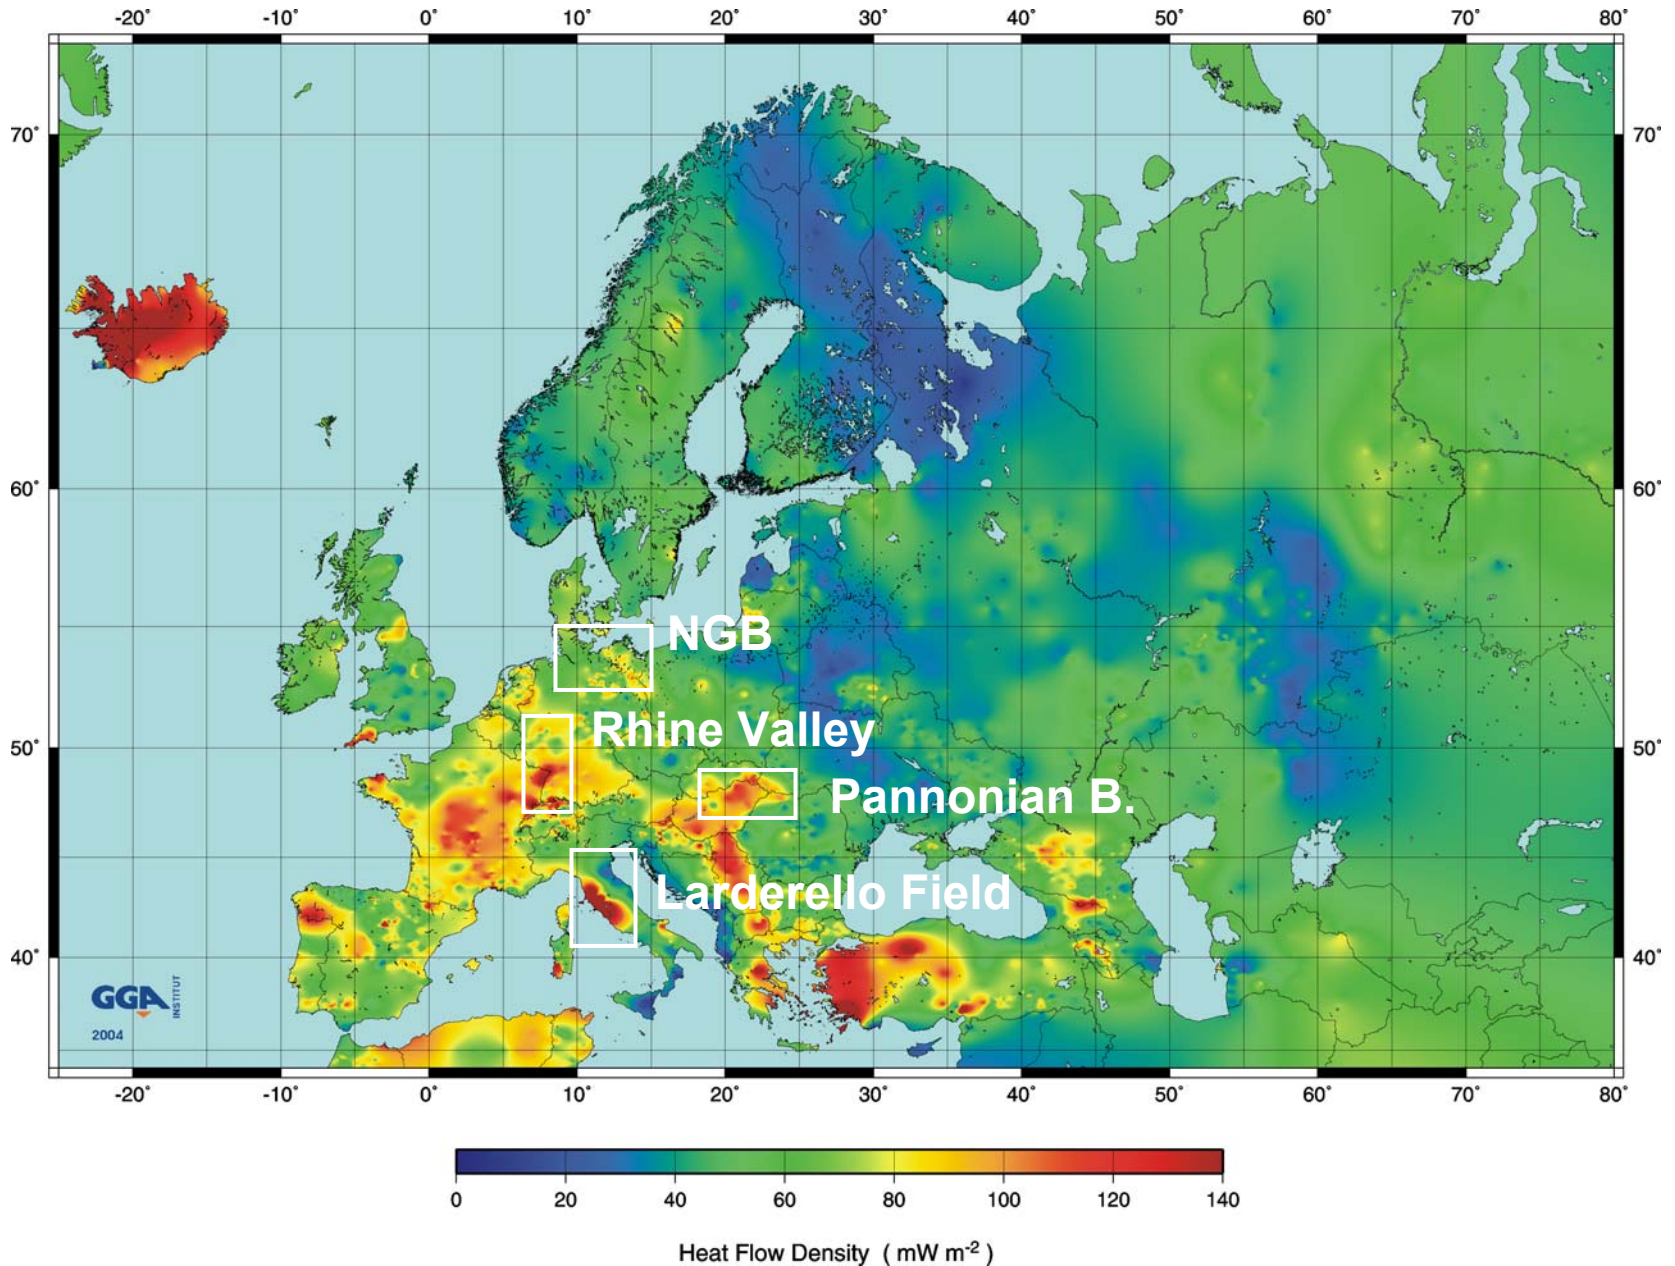 -20° -10° 0° 10° 20° 30° 40° 50° 60° 70° 80°
70° 70°
60° 60°
NGB
Rhine Valley
50° 50°
Pannonian B.
Larderello Field
40° 40°
GGA INSTITUT
2004
-20° -10° 0° 10° 20° 30° 40° 50° 60° 70° 80°
0 20 40 60 80 100 120 140
Heat Flow Density ( mW m-2 )